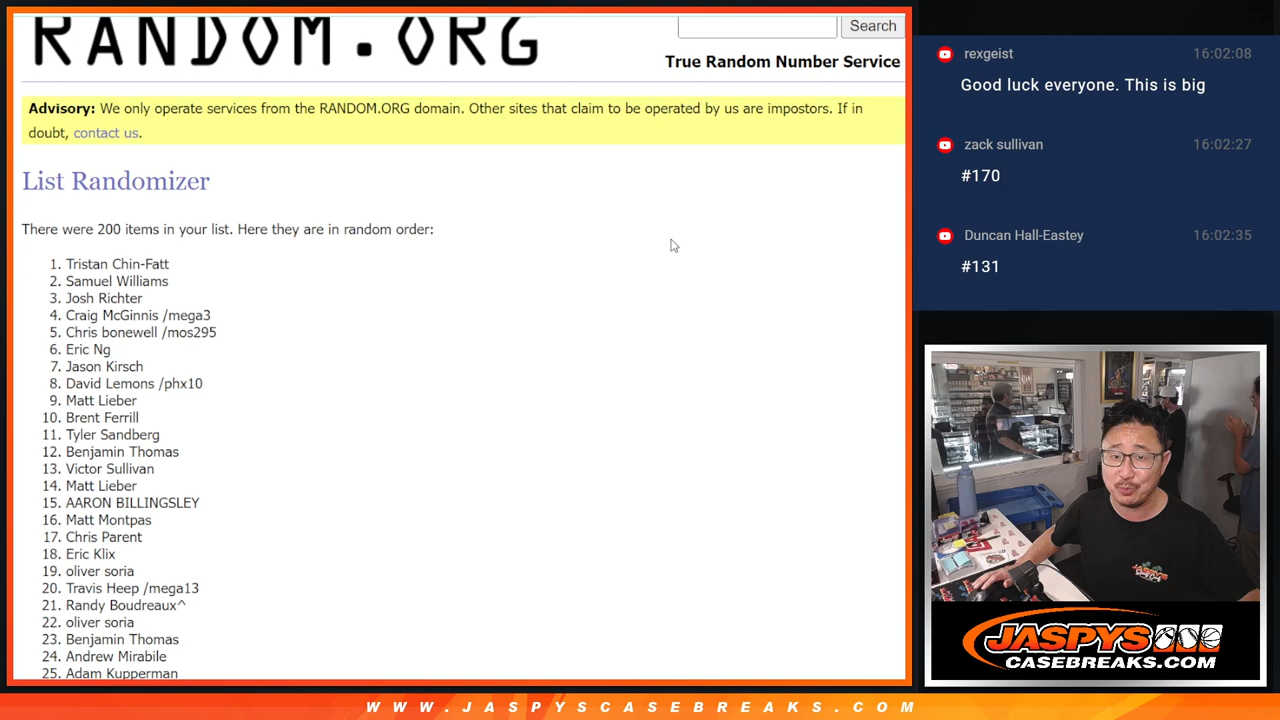 RANDOM.ORG
Search
True Random Number Service
Advisory: We only operate services from the RANDOM.ORG domain. Other sites that claim to be operated by us are impostors. If in
doubt, contact us.
List Randomizer
There were 200 items in your list. Here they are in random order:
1. Tristan Chin-Fatt
2. Samuel Williams
3. Josh Richter
4. Craig McGinnis /mega3
5. Chris bonewell /mos295
6. Eric Ng
7. Jason Kirsch
8. David Lemons /phx10
9. Matt Lieber
10. Brent Ferrill
11. Tyler Sandberg
12. Benjamin Thomas
13. Victor Sullivan
14. Matt Lieber
15. AARON BILLINGSLEY
16. Matt Montpas
17. Chris Parent
18. Eric Klix
19. oliver soria
20. Travis Heep /mega13
21. Randy Boudreaux^
22. oliver soria
23. Benjamin Thomas
24. Andrew Mirabile
25. Adam Kupperman
rexgeist 16:02:08
Good luck everyone. This is big
zack sullivan 16:02:27
#170
Duncan Hall-Eastey 16:02:35
#131
JASPYS
CASEBREAKS.COM
WWW.JASPYSCASEBREAKS.COM